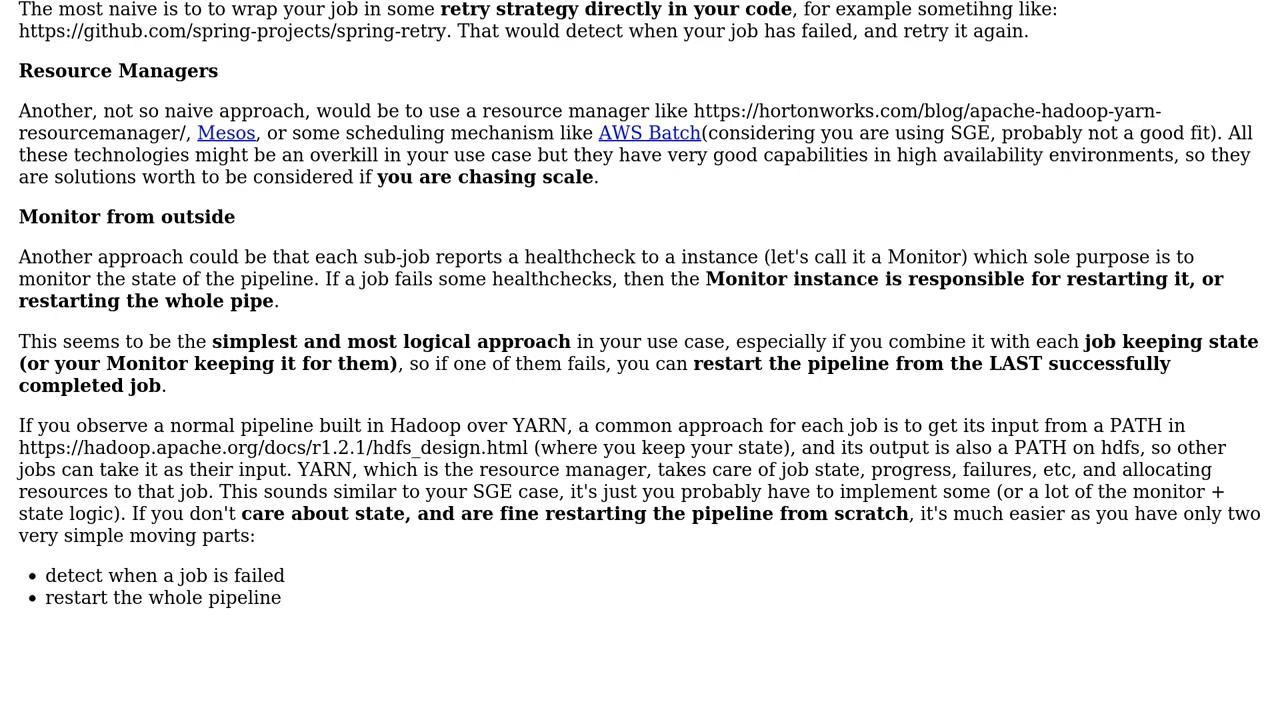 The most naive is to to wrap your job in some retry strategy directly in your code, for example sometihng like:
https://github.com/spring-projects/spring-retry. That would detect when your job has failed, and retry it again.
Resource Managers
Another, not so naive approach, would be to use a resource manager like https://hortonworks.com/blog/apache-hadoop-yarn-
resourcemanager/, Mesos, or some scheduling mechanism like AWS Batch(considering you are using SGE, probably not a good fit). All
these technologies might be an overkill in your use case but they have very good capabilities in high availability environments, so they
are solutions worth to be considered if you are chasing scale.
Monitor from outside
Another approach could be that each sub-job reports a healthcheck to a instance (let's call it a Monitor) which sole purpose is to
monitor the state of the pipeline. If a job fails some healthchecks, then the Monitor instance is responsible for restarting it, or
restarting the whole pipe.
This seems to be the simplest and most logical approach in your use case, especially if you combine it with each job keeping state
(or your Monitor keeping it for them), so if one of them fails, you can restart the pipeline from the LAST successfully
completed job.
If you observe a normal pipeline built in Hadoop over YARN, a common approach for each job is to get its input from a PATH in
https://hadoop.apache.org/docs/r1.2.1/hdfs_design.html (where you keep your state), and its output is also a PATH on hdfs, so other
jobs can take it as their input. YARN, which is the resource manager, takes care of job state, progress, failures, etc, and allocating
resources to that job. This sounds similar to your SGE case, it's just you probably have to implement some (or a lot of the monitor +
state logic). If you don't care about state, and are fine restarting the pipeline from scratch, it's much easier as you have only two
very simple moving parts:
• detect when a job is failed
• restart the whole pipeline